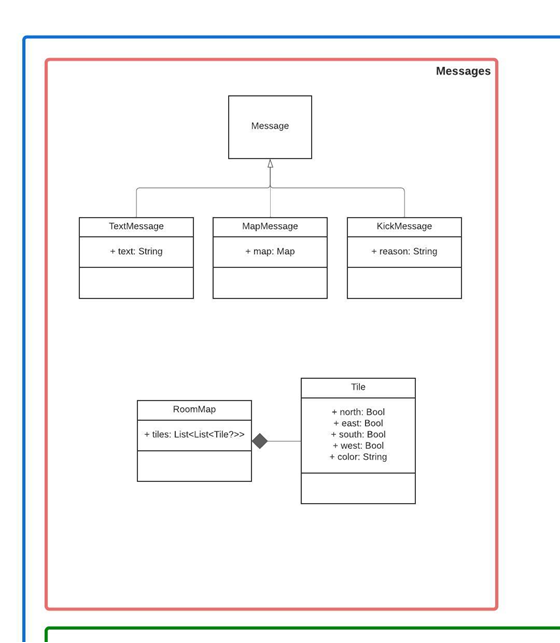 Messages
Message
TextMessage
+ text: String
MapMessage
+ map: Map
KickMessage
+ reason: String
RoomMap
+ tiles: List<List<Tile?>>
Tile
+ north: Bool
+ east: Bool
+ south: Bool
+ west: Bool
+ color: String